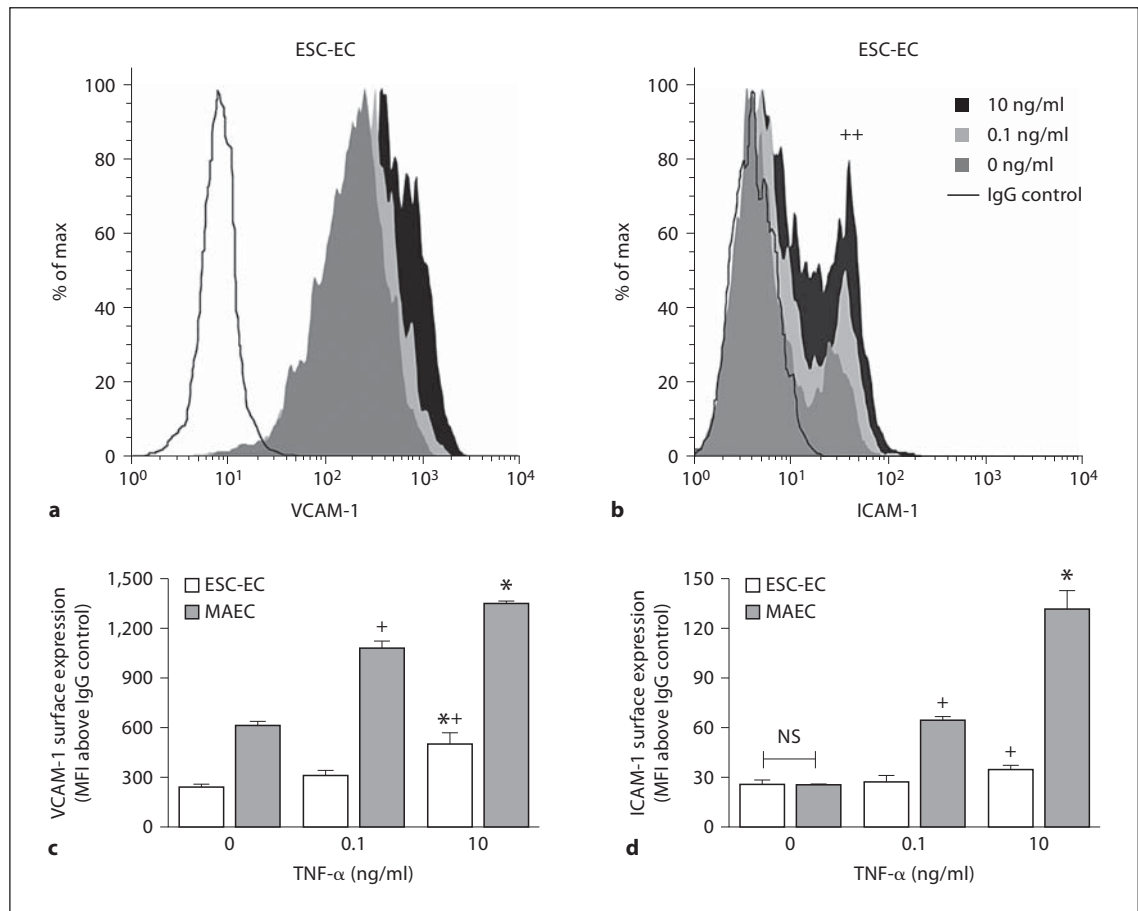 ESC-EC
100
80
60
40
20
0
% of max
10⁰ 10¹ 10² 10³ 10⁴
VCAM-1
a
ESC-EC
100
80
60
40
20
0
% of max
++
10 ng/ml
0.1 ng/ml
0 ng/ml
IgG control
10⁰ 10¹ 10² 10³ 10⁴
ICAM-1
b
1,500
1,200
900
600
300
0
VCAM-1 surface expression
(MFI above IgG control)
ESC-EC
MAEC
+
*+
*
0 0.1 10
TNF-α (ng/ml)
c
150
120
90
60
30
0
ICAM-1 surface expression
(MFI above IgG control)
ESC-EC
MAEC
NS
+
+
*
0 0.1 10
TNF-α (ng/ml)
d